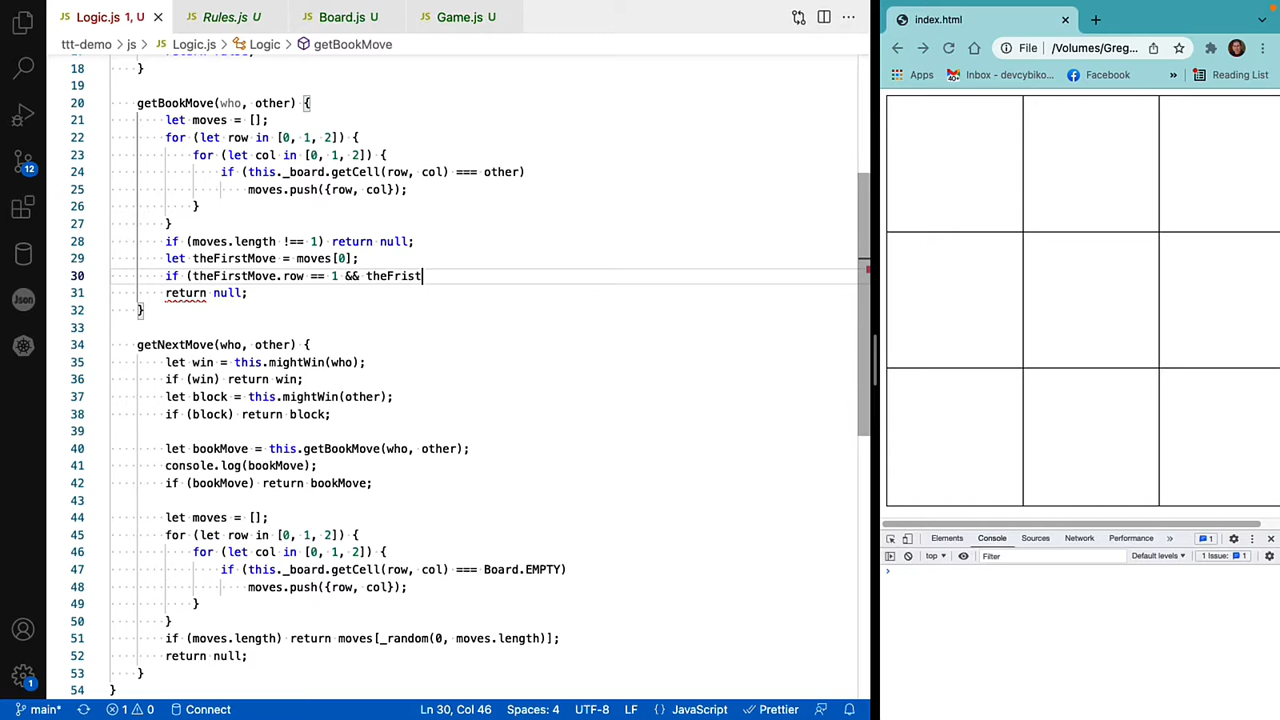 Logic.js 1, U
Rules.js U
Board.js U
Game.js U
ttt-demo > js > Logic.js > Logic > getBookMove
18 }
19
20 getBookMove(who, other) {
21 let moves = [];
22 for (let row in [0, 1, 2]) {
23 for (let col in [0, 1, 2]) {
24 if (this._board.getCell(row, col) === other)
25 moves.push({row, col});
26 }
27 }
28 if (moves.length !== 1) return null;
29 let theFirstMove = moves[0];
30 if (theFirstMove.row == 1 && theFrist
31 return null;
32 }
33
34 getNextMove(who, other) {
35 let win = this.mightWin(who);
36 if (win) return win;
37 let block = this.mightWin(other);
38 if (block) return block;
39
40 let bookMove = this.getBookMove(who, other);
41 console.log(bookMove);
42 if (bookMove) return bookMove;
43
44 let moves = [];
45 for (let row in [0, 1, 2]) {
46 for (let col in [0, 1, 2]) {
47 if (this._board.getCell(row, col) === Board.EMPTY)
48 moves.push({row, col});
49 }
50 }
51 if (moves.length) return moves[_random(0, moves.length)];
52 return null;
53 }
54 }
12
json
1
main*
1 0
Connect
Ln 30, Col 46
Spaces: 4
UTF-8
LF
{ } JavaScript
Prettier
index.html
File /Volumes/Greg...
Apps
40+
Inbox - devcybiko...
Facebook
»
Reading List
Elements Console Sources Network Performance » 1
top
Filter
Default levels
1 Issue: 1